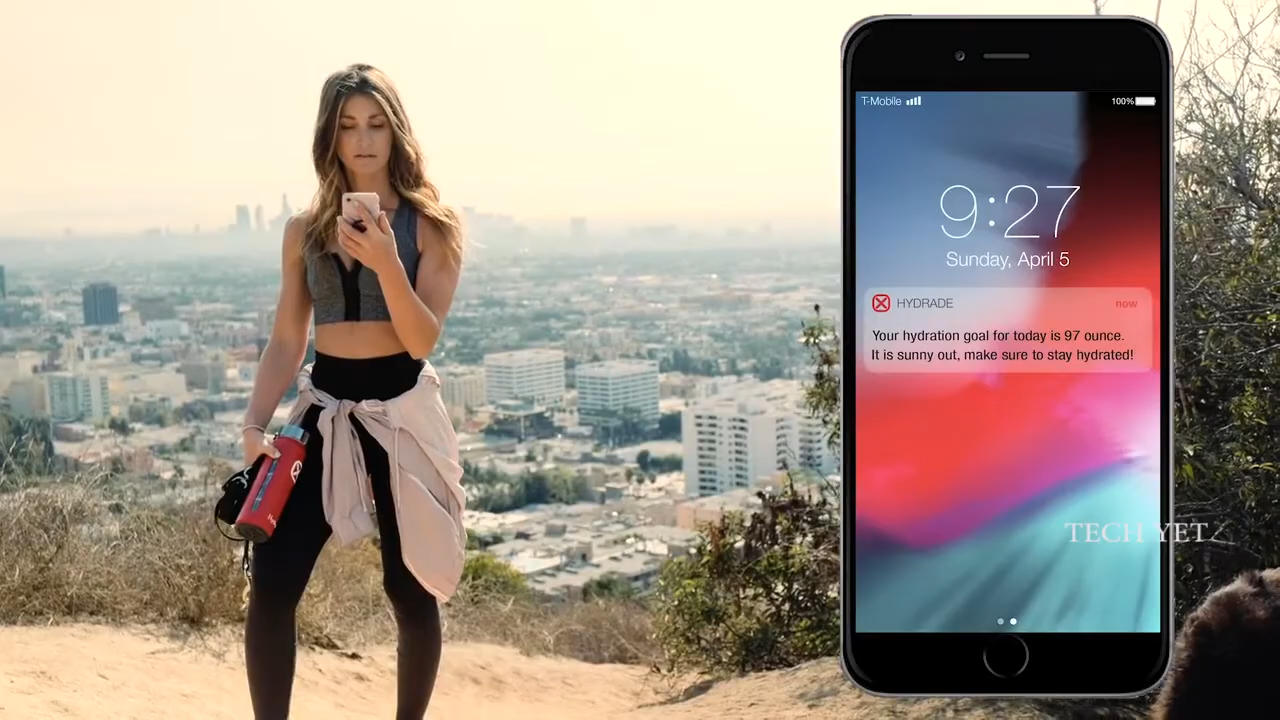 T-Mobile
100%
9:27
Sunday, April 5
HYDRADE
now
Your hydration goal for today is 97 ounce.
It is sunny out, make sure to stay hydrated!
TECH YET